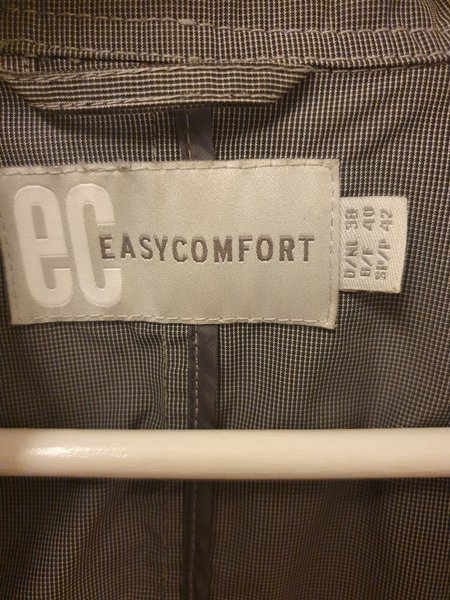 ec
EASYCOMFORT
D/NL 38
B/F 40
SP/P 42